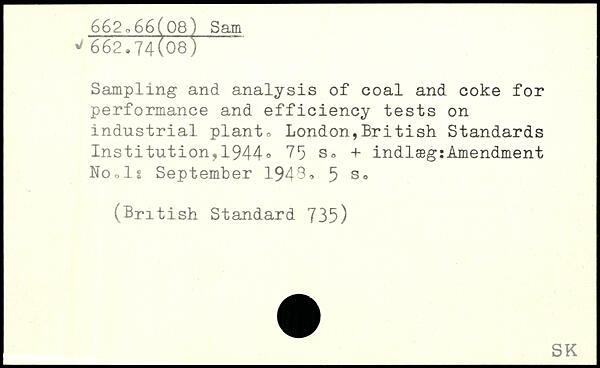 662.66(08) Sam
✓662.74(08)
Sampling and analysis of coal and coke for
performance and efficiency tests on
industrial plant. London,British Standards
Institution,1944. 75 s. + indlæg:Amendment
No.1: September 1948. 5 s.
(British Standard 735)
SK